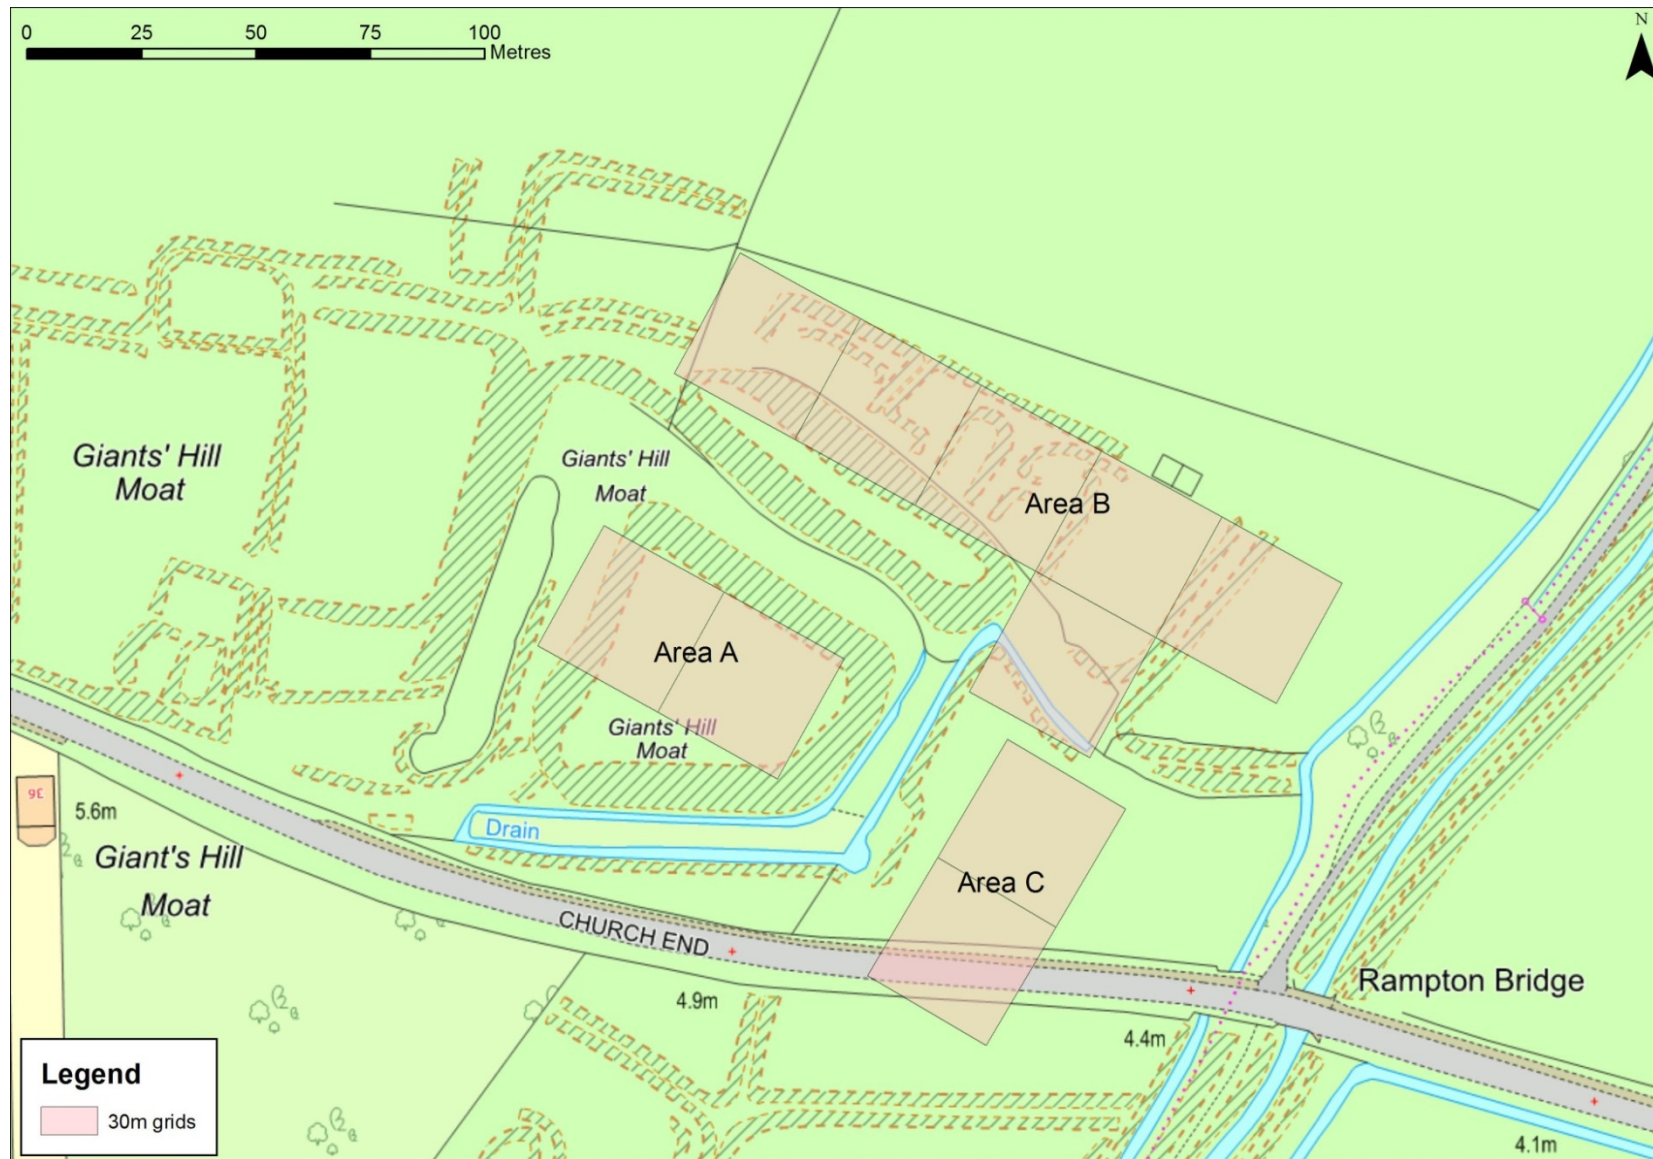 0 25 50 75 100
Metres
N
Giants' Hill
Moat
Giants' Hill
Moat
Area B
Area A
Giants' Hill
Moat
36
5.6m
Drain
Giant's Hill
Moat
Area C
CHURCH END
Rampton Bridge
4.9m
4.4m
Legend
30m grids
4.1m